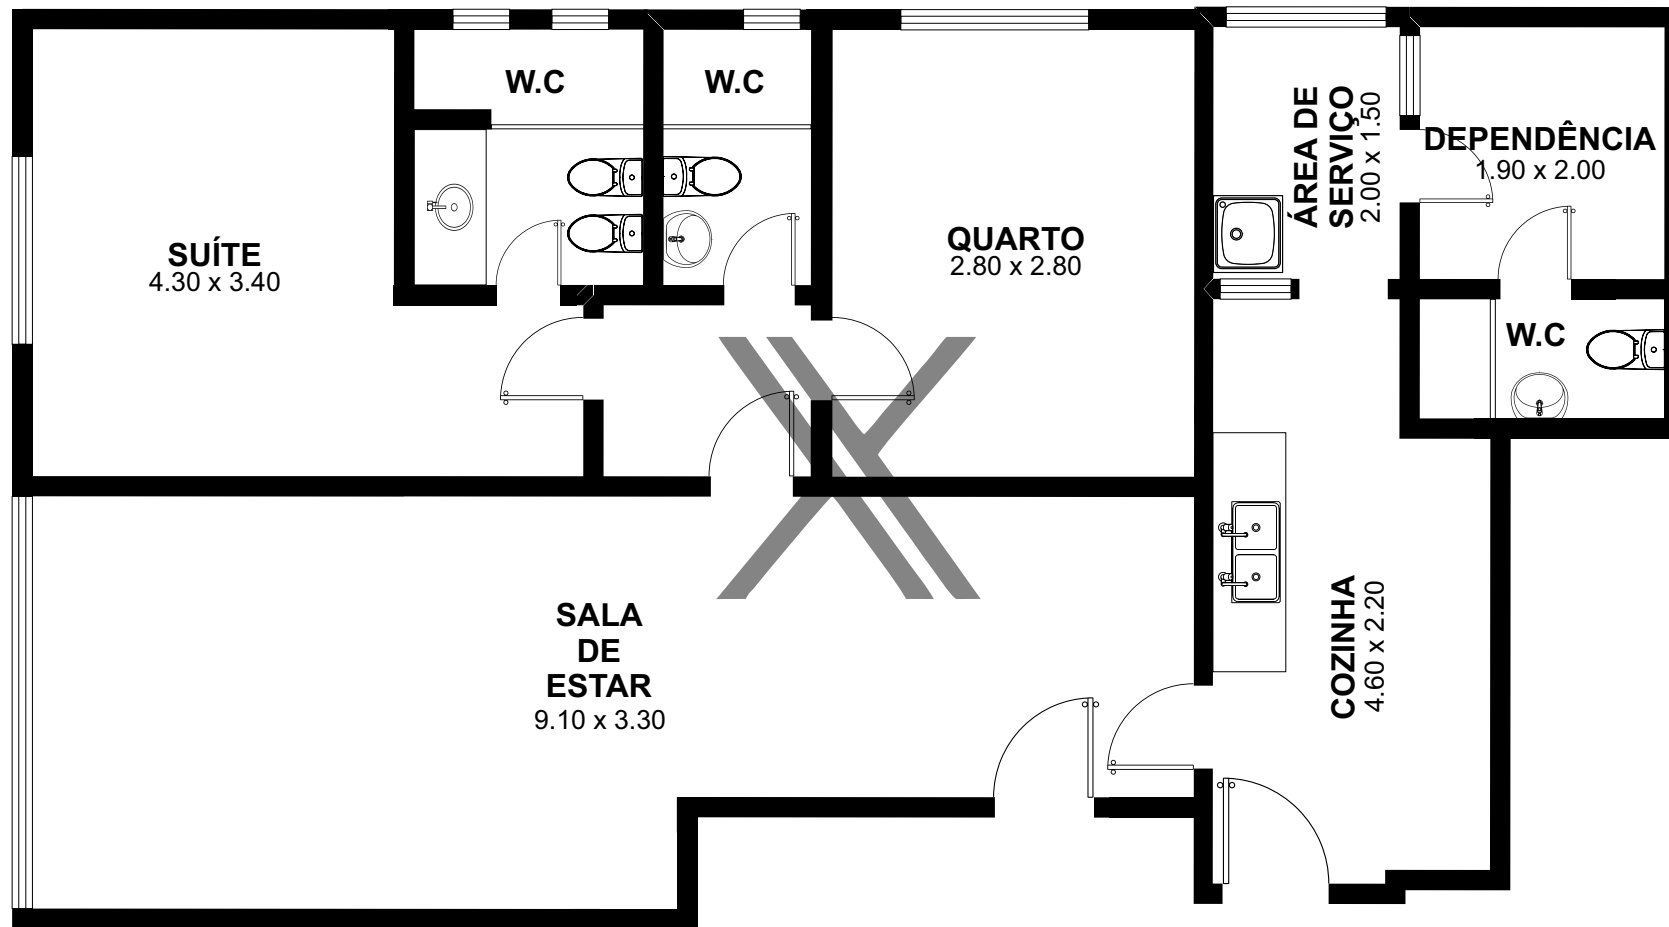 W.C
W.C
SUÍTE
4.30 x 3.40
QUARTO
2.80 x 2.80
ÁREA DE
SERVIÇO
2.00 x 1.50
DEPENDÊNCIA
1.90 x 2.00
W.C
SALA
DE
ESTAR
9.10 x 3.30
COZINHA
4.60 x 2.20